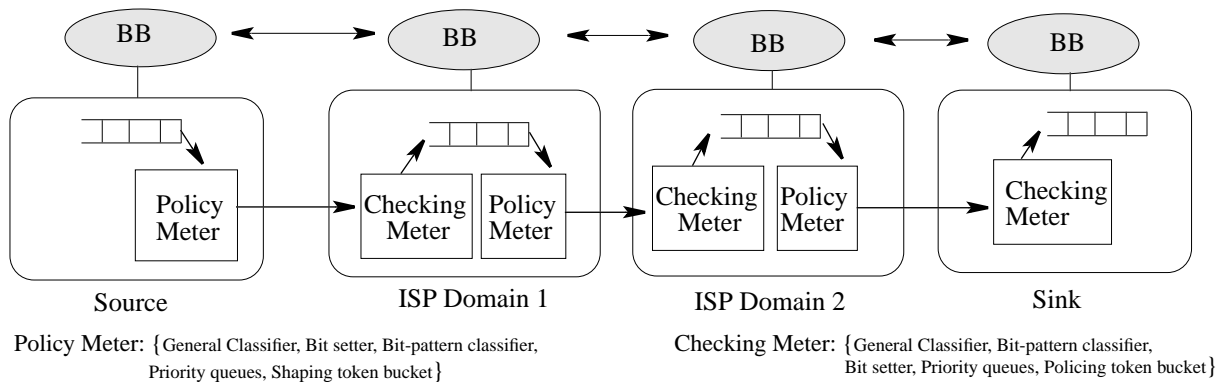 BB
BB
BB
BB
Policy
Meter
Checking
Meter
Policy
Meter
Checking
Meter
Policy
Meter
Checking
Meter
Source
ISP Domain 1
ISP Domain 2
Sink
Policy Meter: {General Classifier, Bit setter, Bit-pattern classifier,
Priority queues, Shaping token bucket}
Checking Meter: {General Classifier, Bit-pattern classifier,
Bit setter, Priority queues, Policing token bucket}